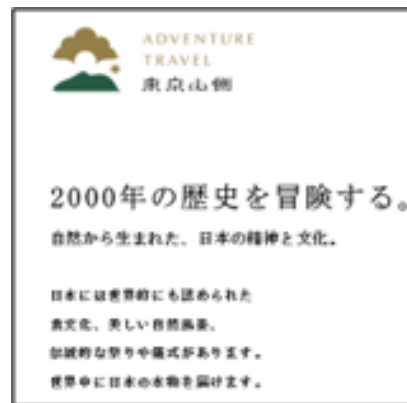 ADVENTURE
TRAVEL
東京山側
2000年の歴史を冒険する。
自然から生まれた、日本の精神と文化。
日本には世界的にも認められた
食文化、美しい自然風景、
伝統的な祭りや儀式があります。
世界中に日本の本物を届けます。